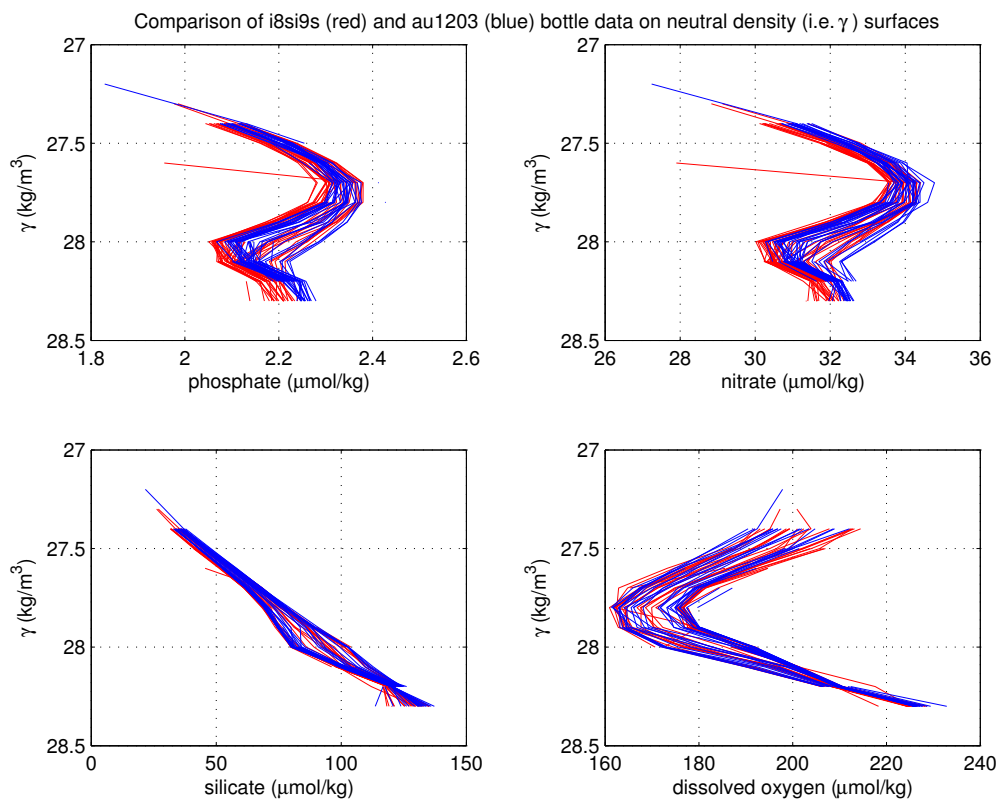 Comparison of i8si9s (red) and au1203 (blue) bottle data on neutral density (i.e. γ ) surfaces
27
27.5
28
28.5
γ (kg/m³)
1.8 2 2.2 2.4 2.6
phosphate (μmol/kg)
27
27.5
28
28.5
γ (kg/m³)
26 28 30 32 34 36
nitrate (μmol/kg)
27
27.5
28
28.5
γ (kg/m³)
0 50 100 150
silicate (μmol/kg)
27
27.5
28
28.5
γ (kg/m³)
160 180 200 220 240
dissolved oxygen (μmol/kg)